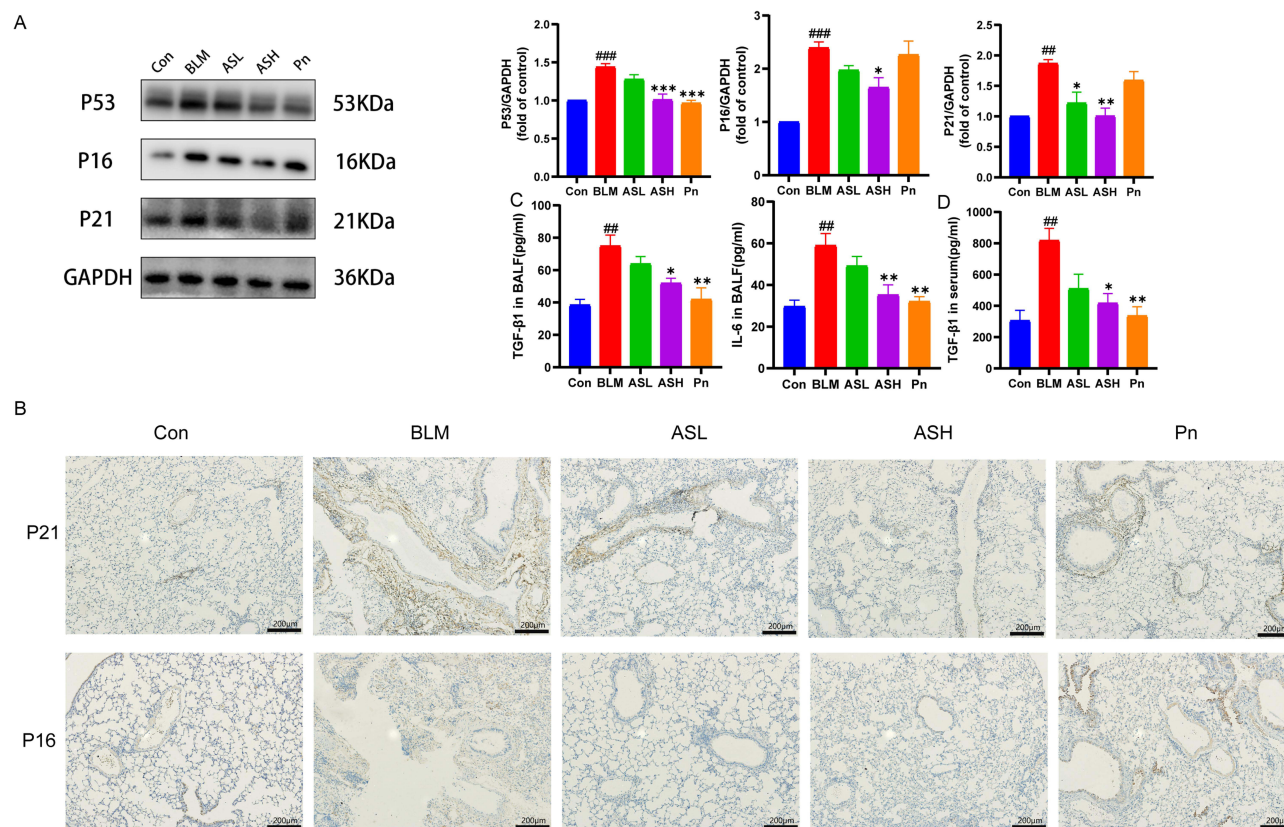 A
Con BLM ASL ASH Pn
P53 53KDa
P16 16KDa
P21 21KDa
GAPDH 36KDa
P53/GAPDH
(fold of control)
2.0
1.5
1.0
0.5
0.0
###
***
***
Con BLM ASL ASH Pn
P16/GAPDH
(fold of control)
4
3
2
1
0
###
*
Con BLM ASL ASH Pn
P21/GAPDH
(fold of control)
2.5
2.0
1.5
1.0
0.5
0.0
##
*
**
Con BLM ASL ASH Pn
C
TGF-β1 in BALF(pg/ml)
100
80
60
40
20
0
##
*
**
Con BLM ASL ASH Pn
IL-6 in BALF(pg/ml)
80
60
40
20
0
##
**
**
Con BLM ASL ASH Pn
D
TGF-β1 in serum(pg/ml)
1000
800
600
400
200
0
##
*
**
Con BLM ASL ASH Pn
B
Con BLM ASL ASH Pn
P21
200μm 200μm 200μm 200μm 200μm
P16
200μm 200μm 200μm 200μm 200μm